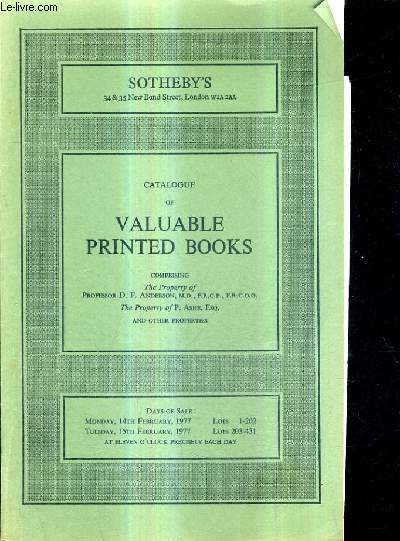 Le-livre.com
SOTHEBY'S
34 & 35 New Bond Street, London W1A 2AA
CATALOGUE
OF
VALUABLE
PRINTED BOOKS
COMPRISING
The Property of
PROFESSOR D. F. ANDERSON, M.D., F.R.C.P., F.R.C.O.G.
The Property of P. Esq.
AND OTHER PROPERTIES
DAYS OF SALE:
MONDAY, 14TH FEBRUARY, 1977 LOTS 1-202
TUESDAY, 15TH FEBRUARY, 1977 LOTS 203-431
AT ELEVEN O'CLOCK PRECISELY EACH DAY